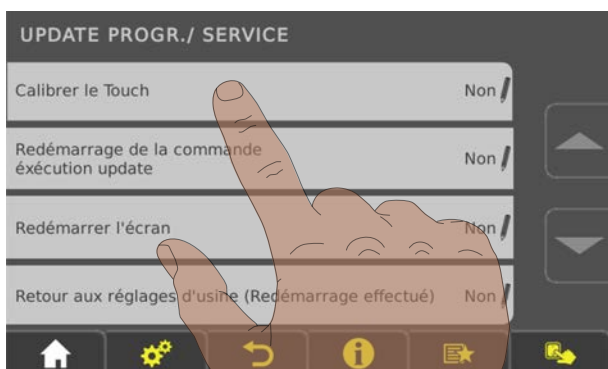 UPDATE PROGR./ SERVICE
Calibrer le Touch Non
Redémarrage de la commande
éxécution update Non
Redémarrer l'écran Non
Retour aux réglages d'usine (Redémarrage effectué) Non